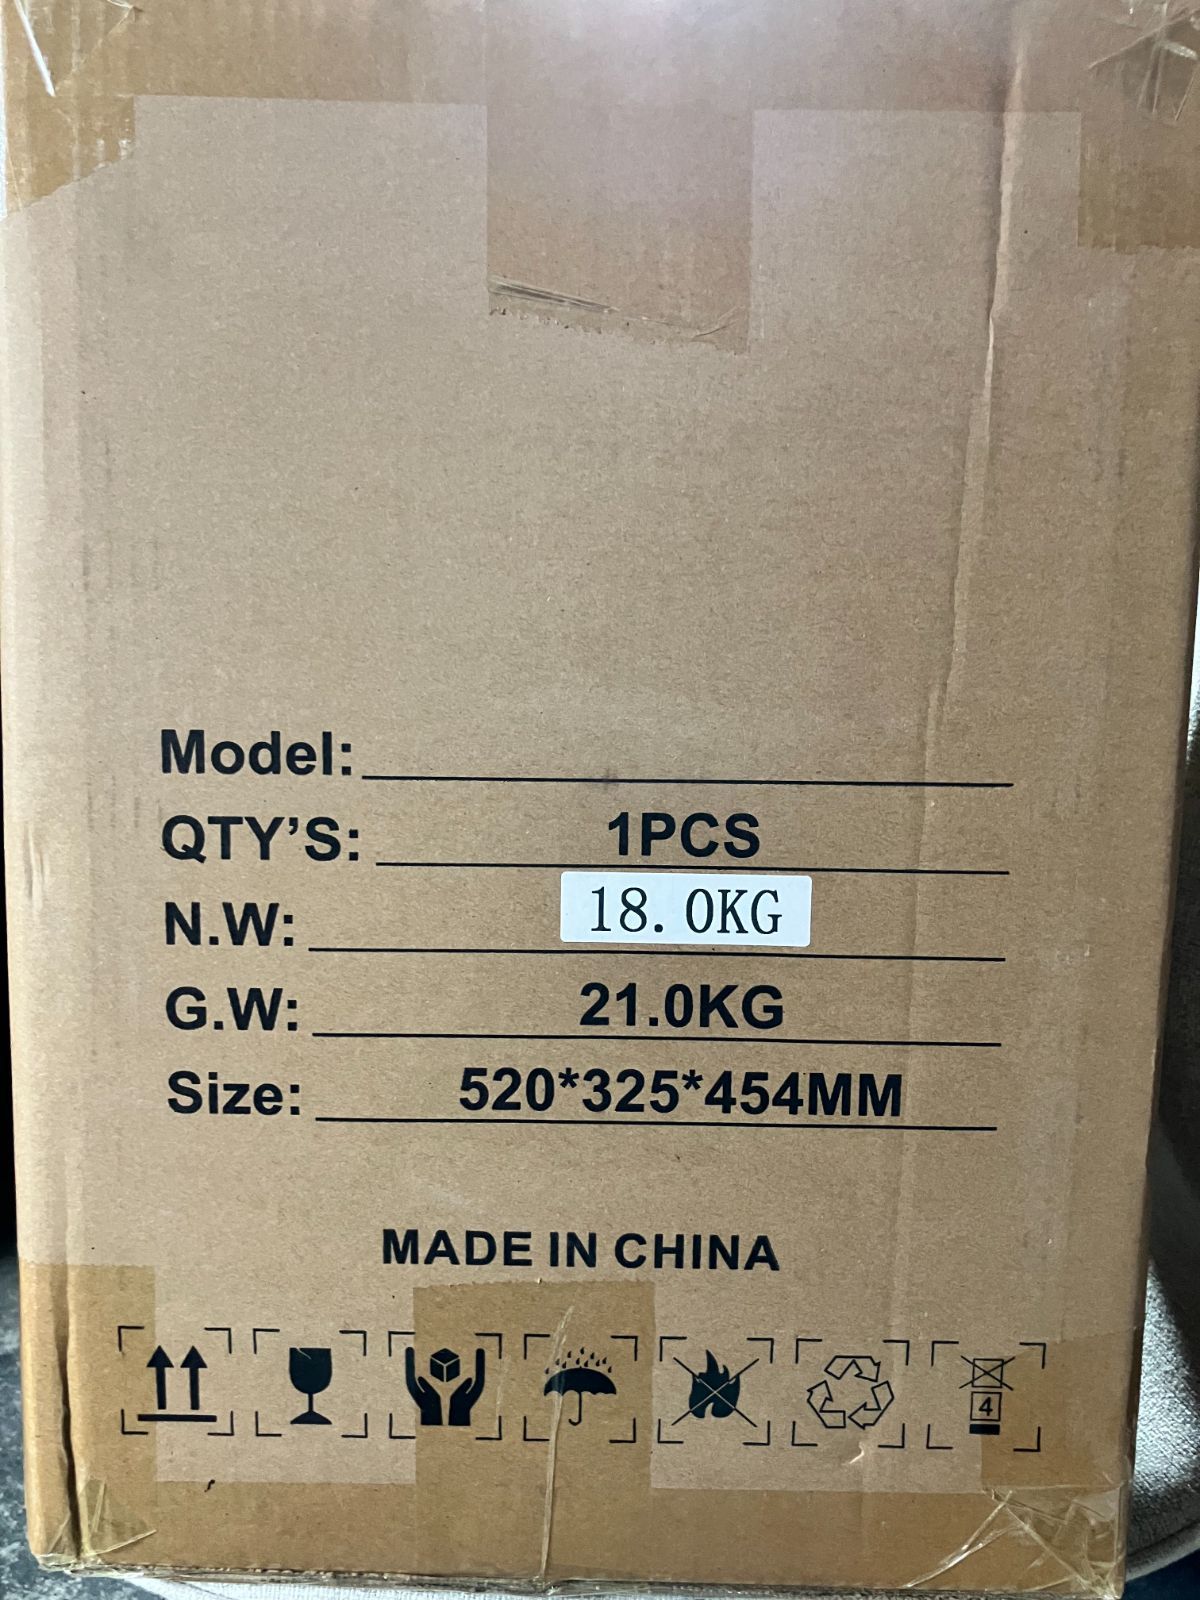 Model:
QTY’S: 1PCS
N.W: 18.0KG
G.W: 21.0KG
Size: 520*325*454MM
MADE IN CHINA
4